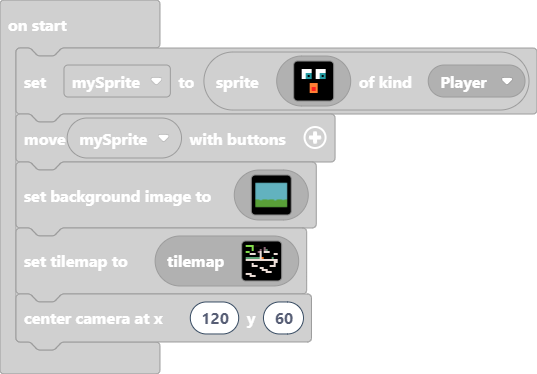 on start
set mySprite to sprite of kind Player
move mySprite with buttons
set background image to
set tilemap to tilemap
center camera at x 120 y 60